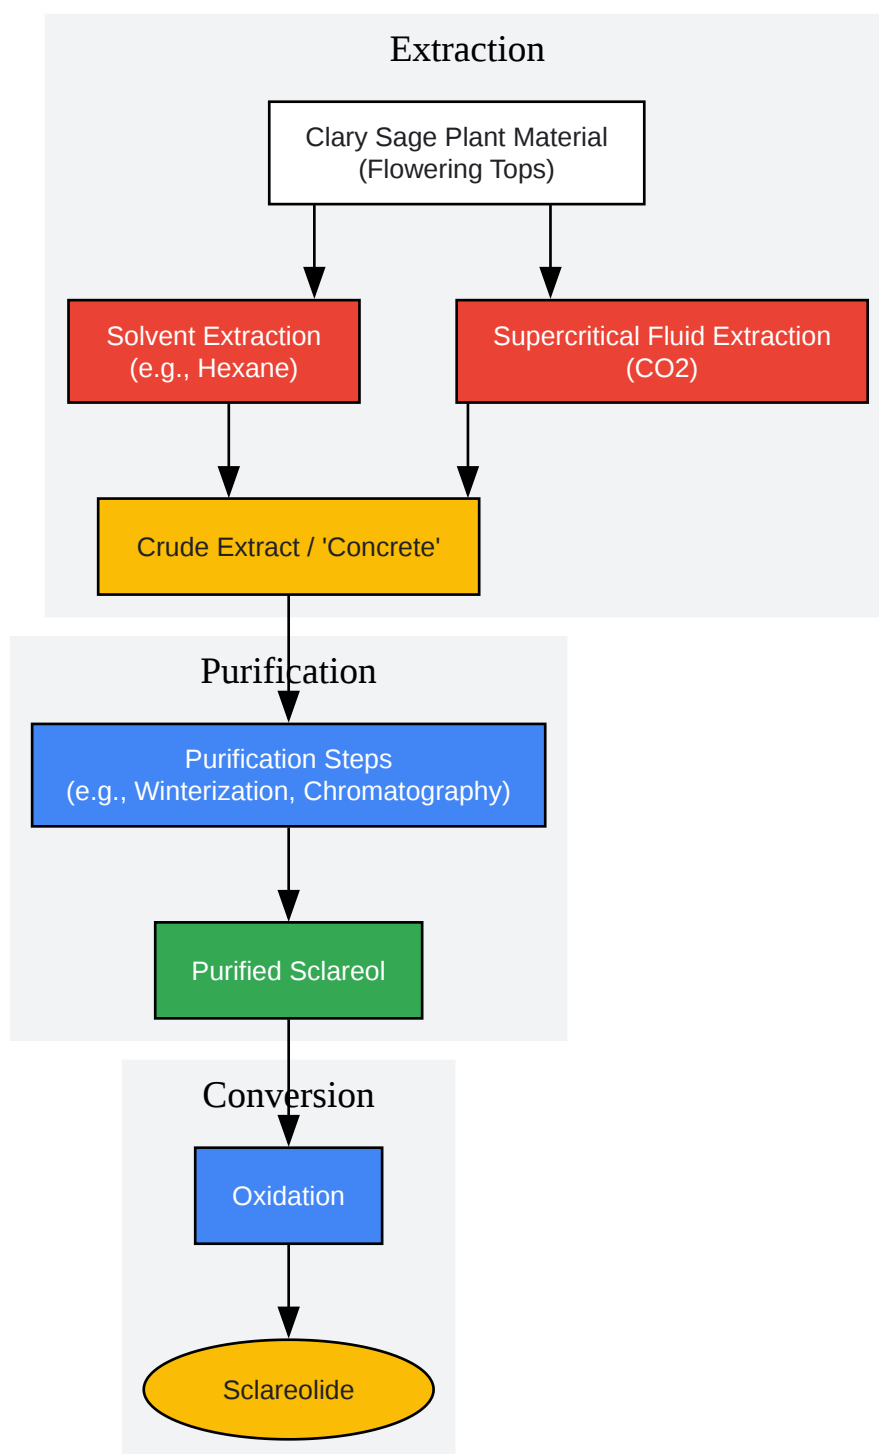 Extraction
Clary Sage Plant Material
(Flowering Tops)
Solvent Extraction
(e.g., Hexane)
Supercritical Fluid Extraction
(CO2)
Crude Extract / 'Concrete'
Purification
Purification Steps
(e.g., Winterization, Chromatography)
Purified Sclareol
Conversion
Oxidation
Sclareolide